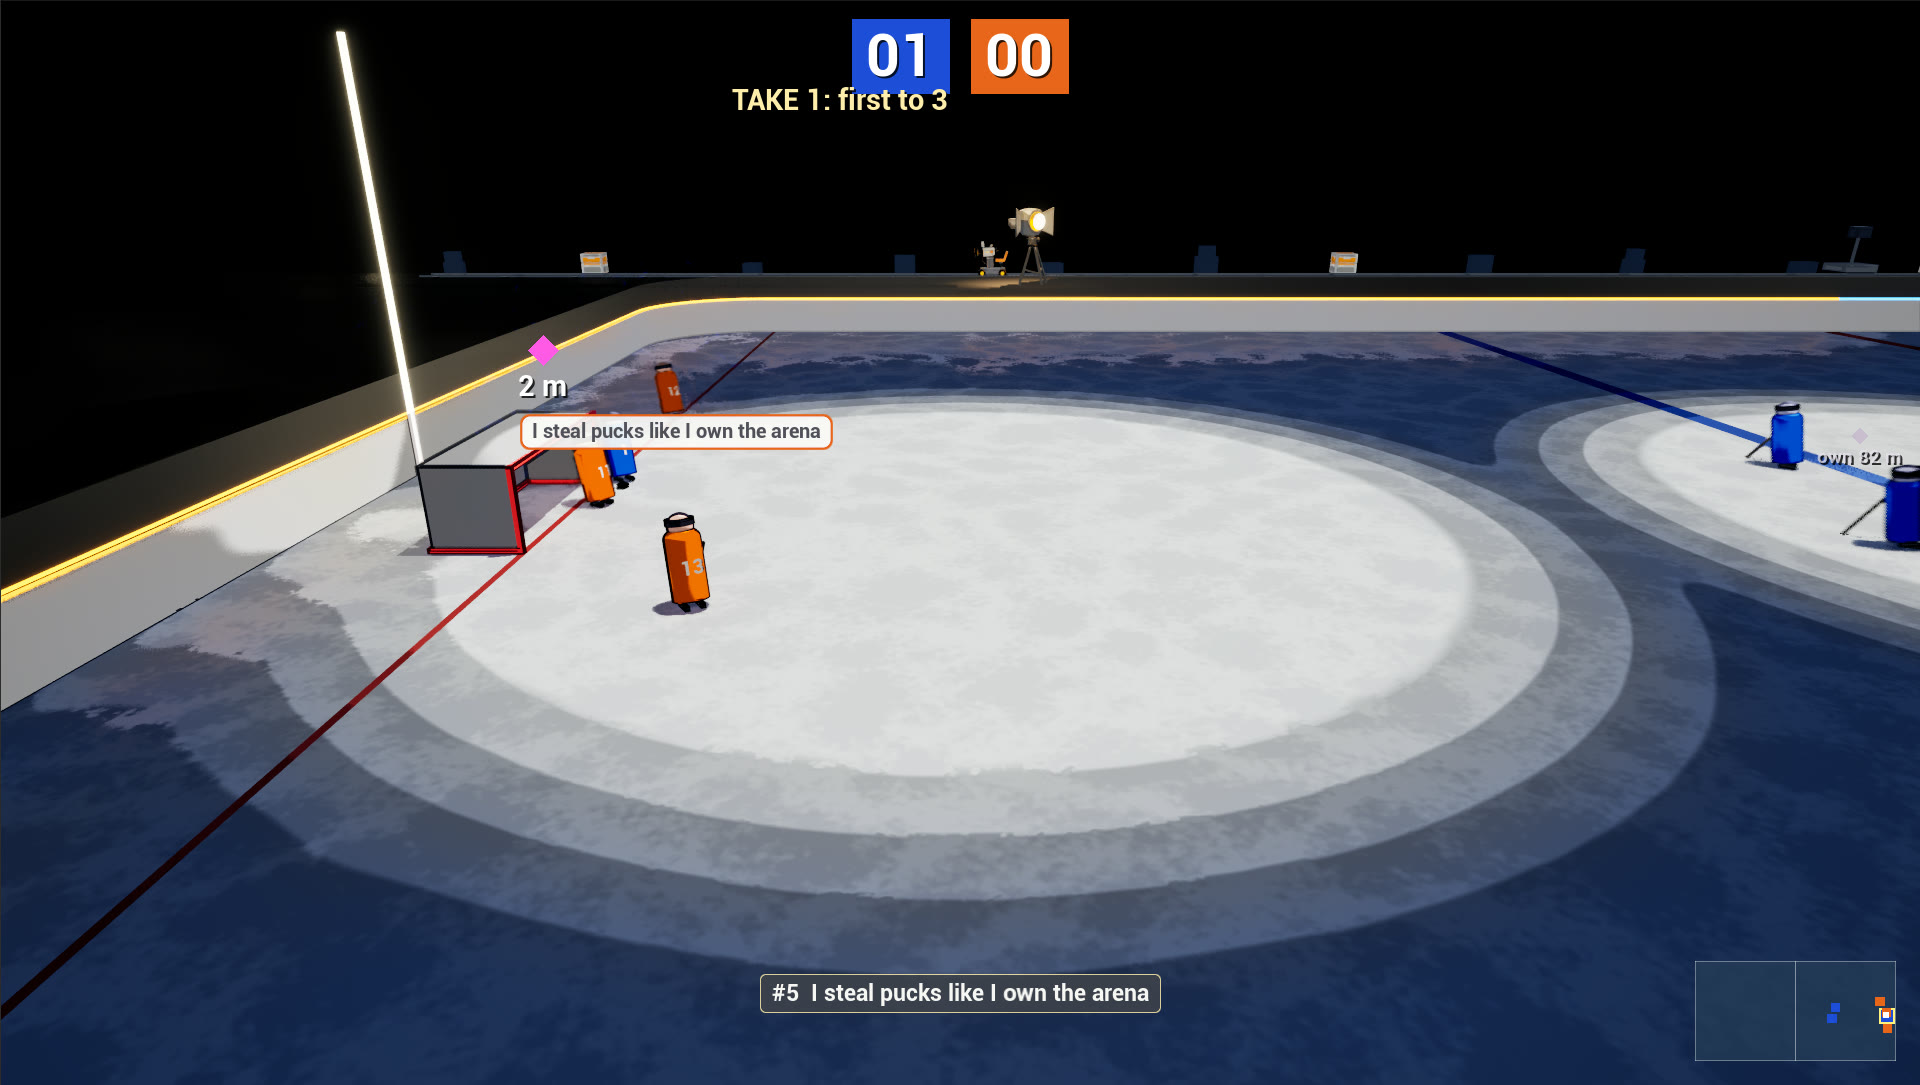 01 00
TAKE 1: first to 3
2 m
12
I steal pucks like I own the arena
own 82 m
13
#5 I steal pucks like I own the arena